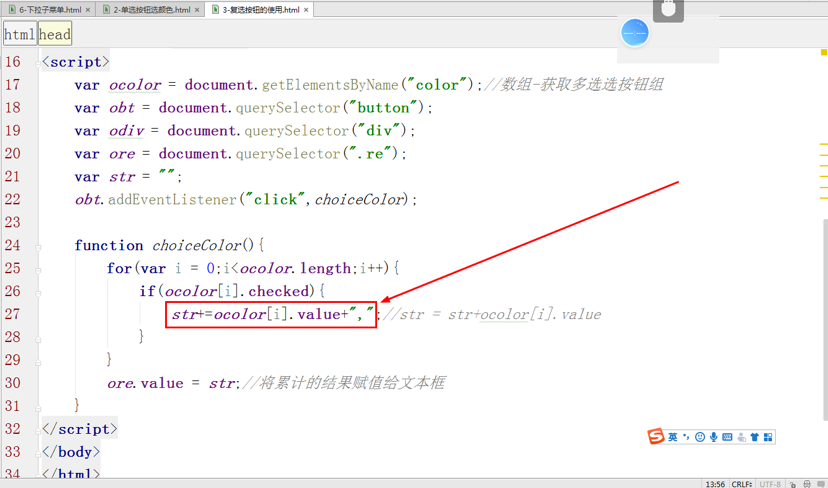 6-下拉子菜单.html × 2-单选按钮选颜色.html × 3-复选按钮的使用.html ×
html head
16 <script>
17 var ocolor = document.getElementsByName("color");//数组-获取多选选按钮组
18 var obt = document.querySelector("button");
19 var odiv = document.querySelector("div");
20 var ore = document.querySelector(".re");
21 var str = "";
22 obt.addEventListener("click",choiceColor);
23
24 function choiceColor(){
25 for(var i = 0;i<ocolor.length;i++){
26 if(ocolor[i].checked){
27 str+=ocolor[i].value+",";//str = str+ocolor[i].value
28 }
29 }
30 ore.value = str;//将累计的结果赋值给文本框
31 }
32 </script>
33 </body>
34 </html>
S 英
13:56 CRLF UTF-8